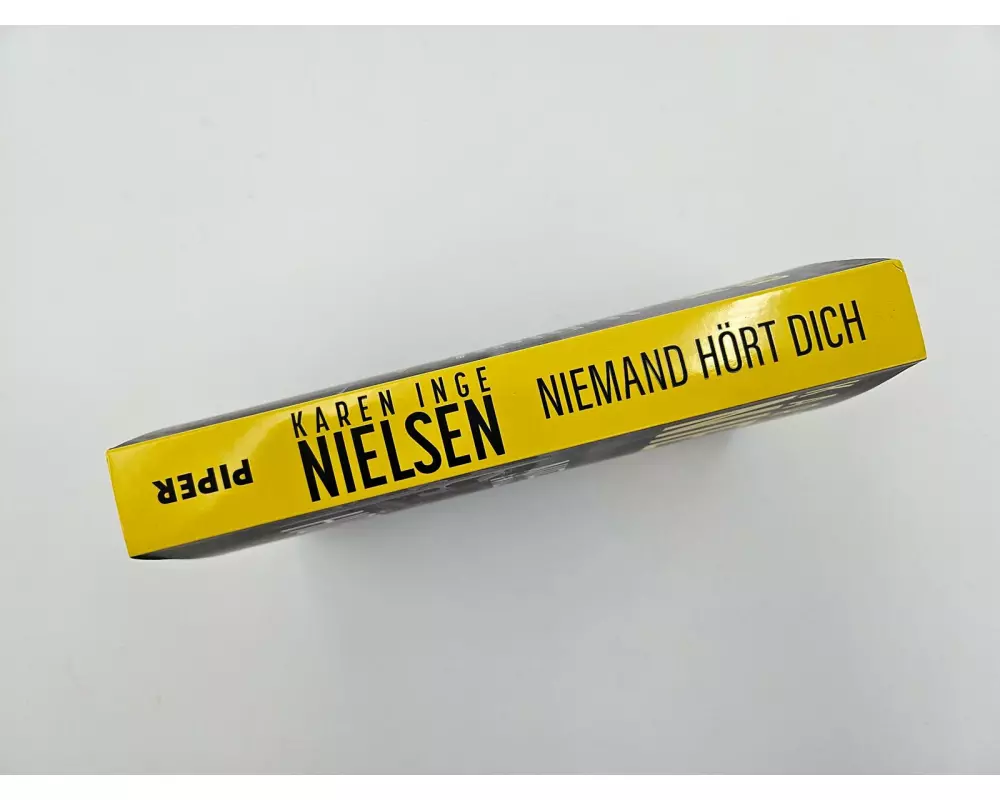 KAREN INGE
NIELSEN
NIEMAND HÖRT DICH
PIPER